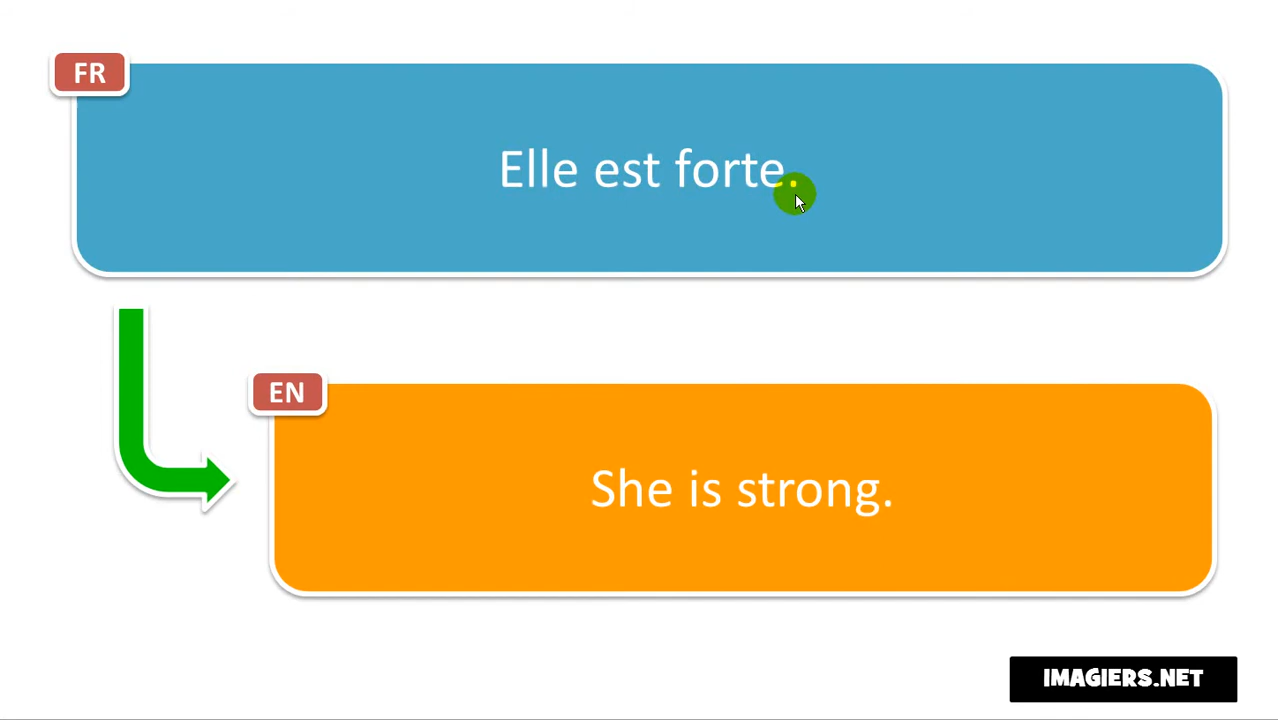 FR
Elle est forte.
EN
She is strong.
IMAGIERS.NET